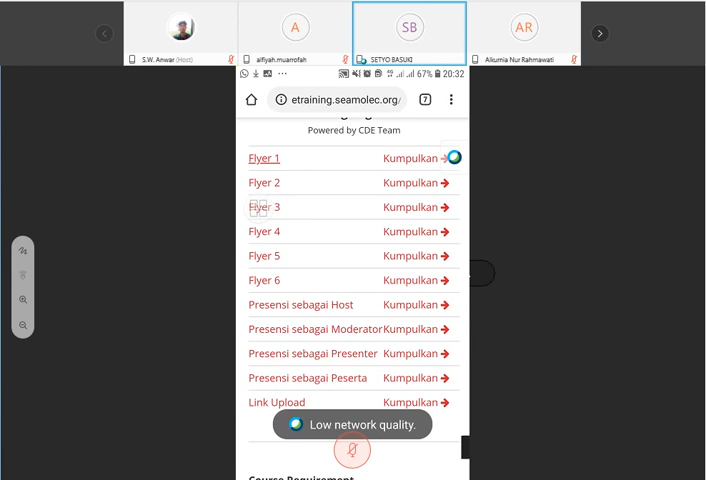 A
SB
AR
S.W. Anwar (Host)
alfiyah.muarrofah
SETYO BASUKI
Alkurnia Nur Rahmawati
67% 20:32
etraining.seamolec.org/
7
Powered by CDE Team
Flyer 1 Kumpulkan
Flyer 2 Kumpulkan
Flyer 3 Kumpulkan
Flyer 4 Kumpulkan
Flyer 5 Kumpulkan
Flyer 6 Kumpulkan
Presensi sebagai Host Kumpulkan
Presensi sebagai Moderator Kumpulkan
Presensi sebagai Presenter Kumpulkan
Presensi sebagai Peserta Kumpulkan
Link Upload Kumpulkan
Low network quality.
Course Requirement